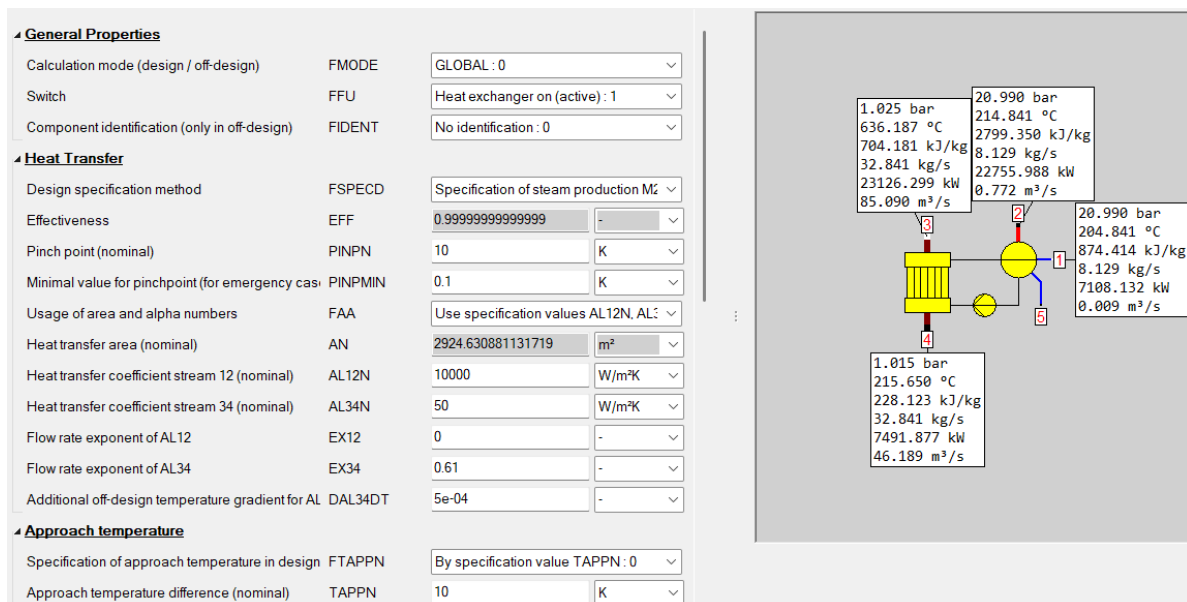 General Properties
Calculation mode (design / off-design) FMODE GLOBAL : 0
Switch FFU Heat exchanger on (active) : 1
Component identification (only in off-design) FIDENT No identification : 0
Heat Transfer
Design specification method FSPECD Specification of steam production M2
Effectiveness EFF 0.99999999999999 -
Pinch point (nominal) PINPN 10 K
Minimal value for pinchpoint (for emergency cas PINPMIN 0.1 K
Usage of area and alpha numbers FAA Use specification values AL12N, AL3
Heat transfer area (nominal) AN 2924.630881131719 m²
Heat transfer coefficient stream 12 (nominal) AL12N 10000 W/m²K
Heat transfer coefficient stream 34 (nominal) AL34N 50 W/m²K
Flow rate exponent of AL12 EX12 0 -
Flow rate exponent of AL34 EX34 0.61 -
Additional off-design temperature gradient for AL DAL34DT 5e-04 -
Approach temperature
Specification of approach temperature in design FTAPPN By specification value TAPPN : 0
Approach temperature difference (nominal) TAPPN 10 K
1.025 bar
636.187 °C
704.181 kJ/kg
32.841 kg/s
23126.299 kW
85.090 m³/s
20.990 bar
214.841 °C
2799.350 kJ/kg
8.129 kg/s
22755.988 kW
0.772 m³/s
3
2
20.990 bar
204.841 °C
874.414 kJ/kg
8.129 kg/s
7108.132 kW
0.009 m³/s
1
5
4
1.015 bar
215.650 °C
228.123 kJ/kg
32.841 kg/s
7491.877 kW
46.189 m³/s